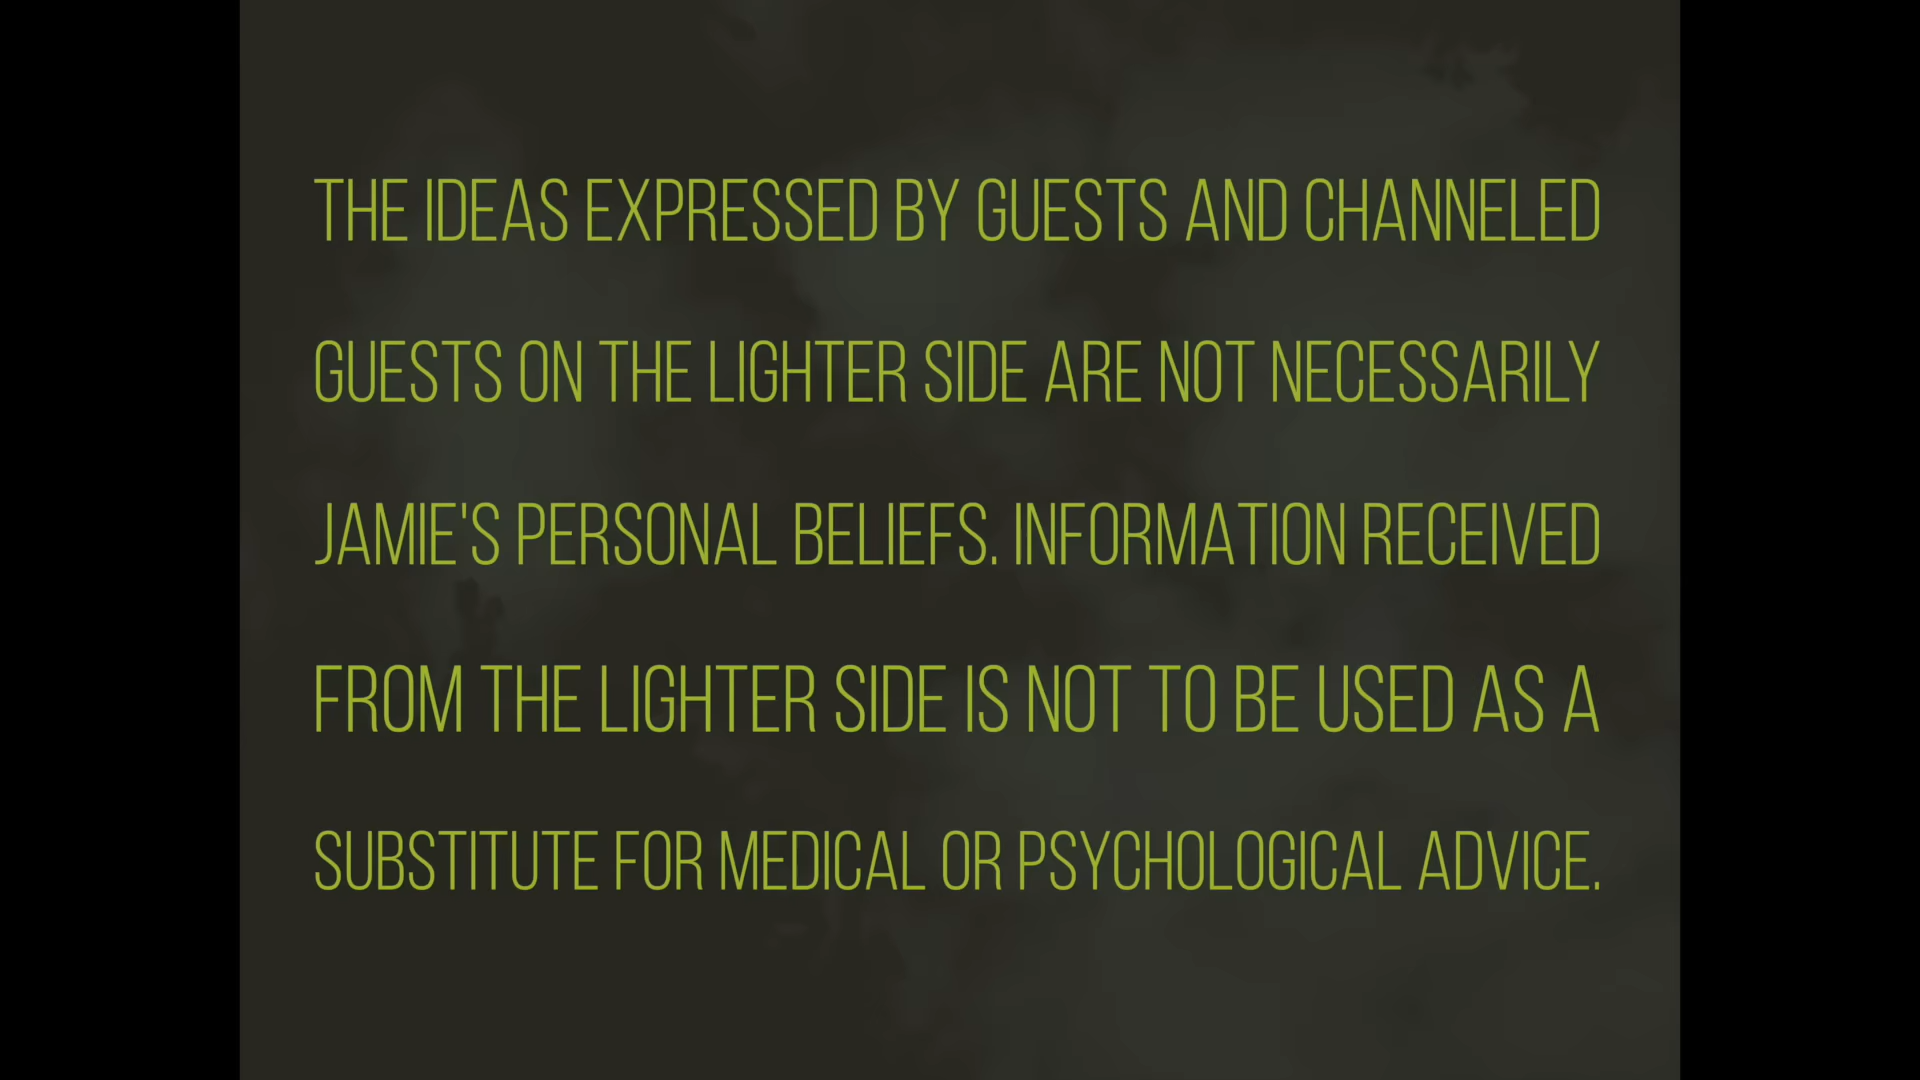 THE IDEAS EXPRESSED BY GUESTS AND CHANNELED
GUESTS ON THE LIGHTER SIDE ARE NOT NECESSARILY
JAMIE'S PERSONAL BELIEFS. INFORMATION RECEIVED
FROM THE LIGHTER SIDE IS NOT TO BE USED AS A
SUBSTITUTE FOR MEDICAL OR PSYCHOLOGICAL ADVICE.